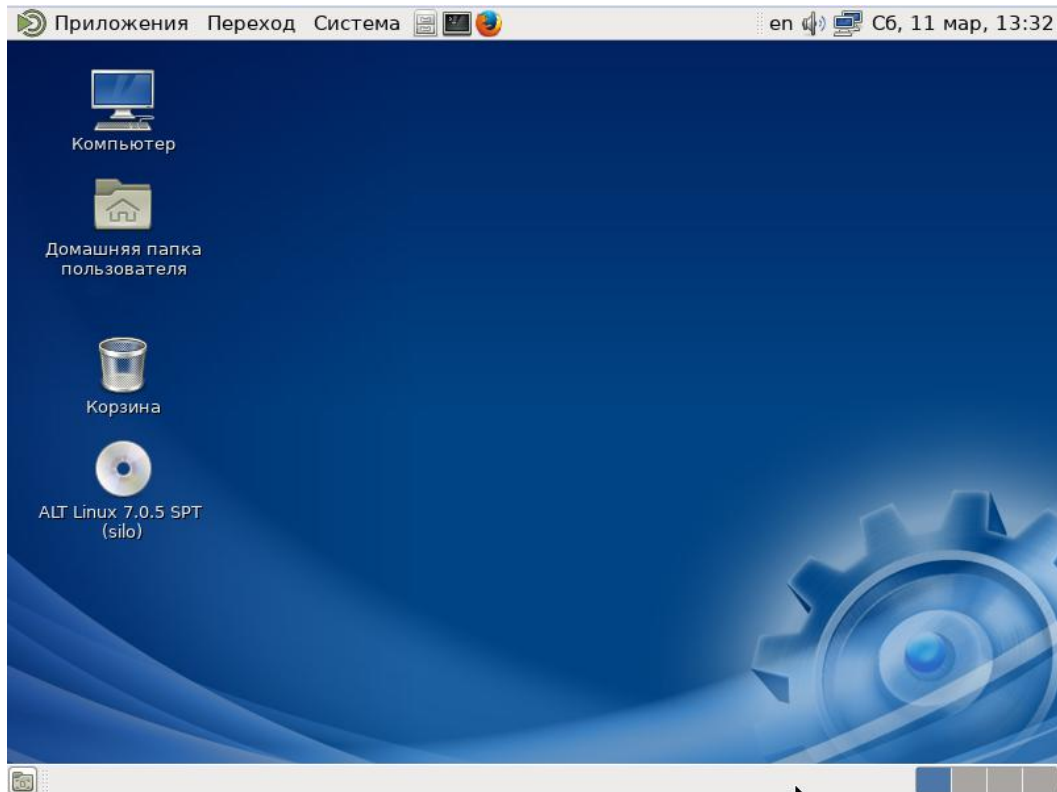 Приложения Переход Система en Сб, 11 мар, 13:32
Компьютер
Домашняя папка
пользователя
Корзина
ALT Linux 7.0.5 SPT
(silo)